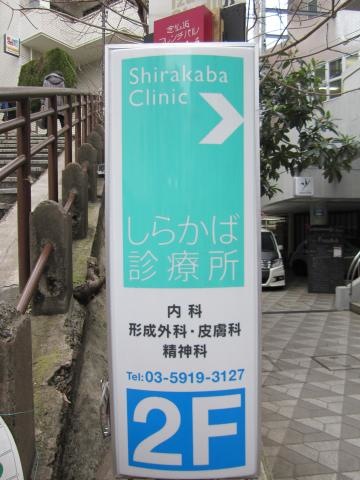 Shirakaba
Clinic
しらかば
診療所
内科
形成外科・皮膚科
精神科
Tel:03-5919-3127
2F